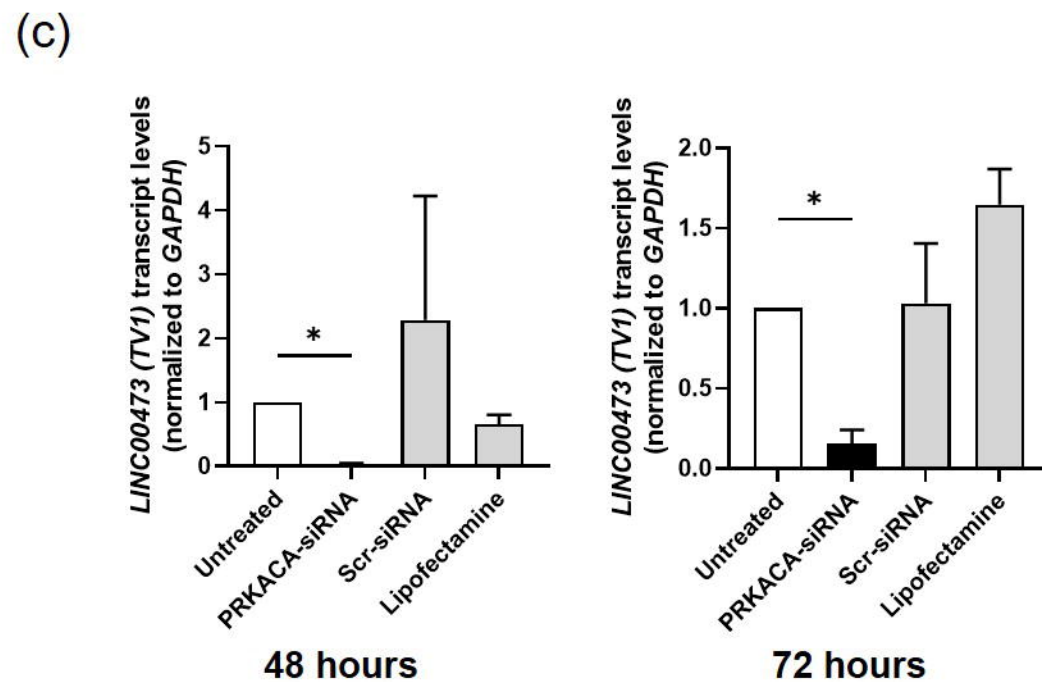 (c)
LINC00473 (TV1) transcript levels
(normalized to GAPDH)
5
4
3
2
1
0
*
Untreated
PRKACA-siRNA
Scr-siRNA
Lipofectamine
48 hours
LINC00473 (TV1) transcript levels
(normalized to GAPDH)
2.0
1.5
1.0
0.5
0.0
*
Untreated
PRKACA-siRNA
Scr-siRNA
Lipofectamine
72 hours